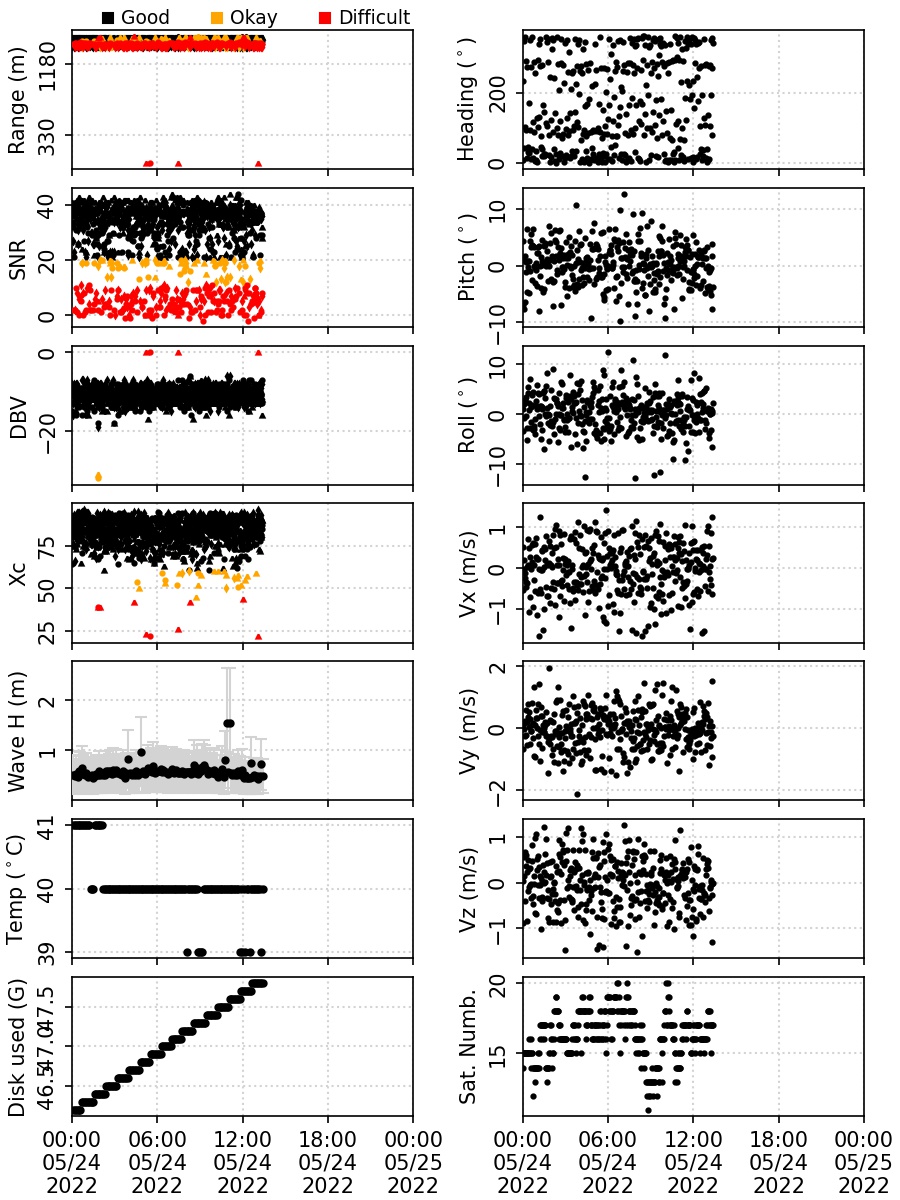 Good Okay Difficult
Range (m)
1180
330
Heading (°)
200
0
SNR
40
20
0
Pitch (°)
10
0
−10
DBV
0
−20
Roll (°)
10
0
−10
Xc
75
50
25
Vx (m/s)
1
0
−1
Wave H (m)
2
1
Vy (m/s)
2
0
−2
Temp (°C)
41
40
39
Vz (m/s)
1
0
−1
Disk used (G)
47.5
47.0
46.5
Sat. Numb.
20
15
00:00 06:00 12:00 18:00 00:00
05/24 05/24 05/24 05/24 05/25
2022 2022 2022 2022 2022
00:00 06:00 12:00 18:00 00:00
05/24 05/24 05/24 05/24 05/25
2022 2022 2022 2022 2022